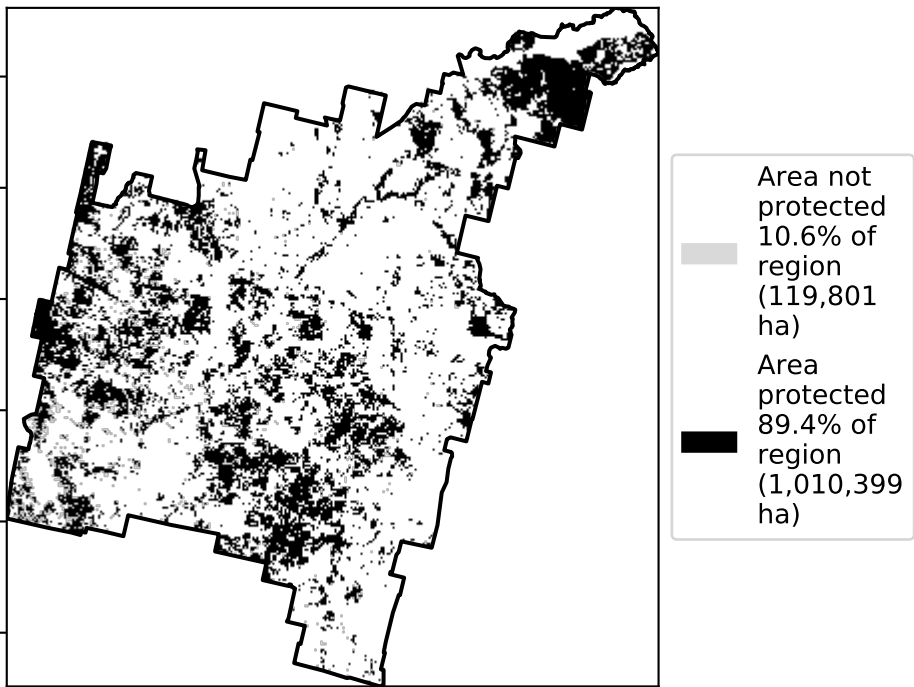 Area not
protected
10.6% of
region
(119,801
ha)
Area
protected
89.4% of
region
(1,010,399
ha)